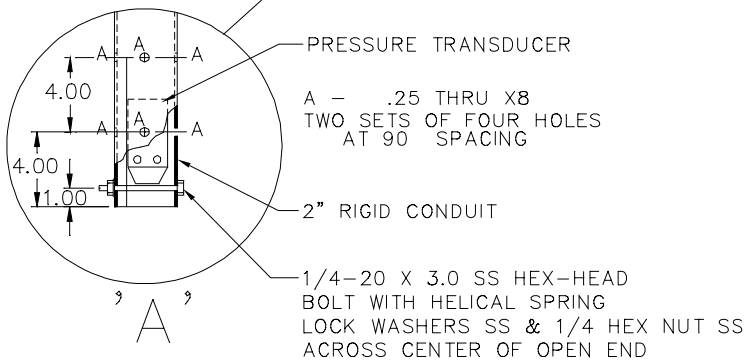 A A A
4.00
A A A
4.00
1.00
PRESSURE TRANSDUCER
A - .25 THRU X8
TWO SETS OF FOUR HOLES
AT 90 SPACING
2" RIGID CONDUIT
1/4-20 X 3.0 SS HEX-HEAD
BOLT WITH HELICAL SPRING
LOCK WASHERS SS & 1/4 HEX NUT SS
ACROSS CENTER OF OPEN END
, ,
A